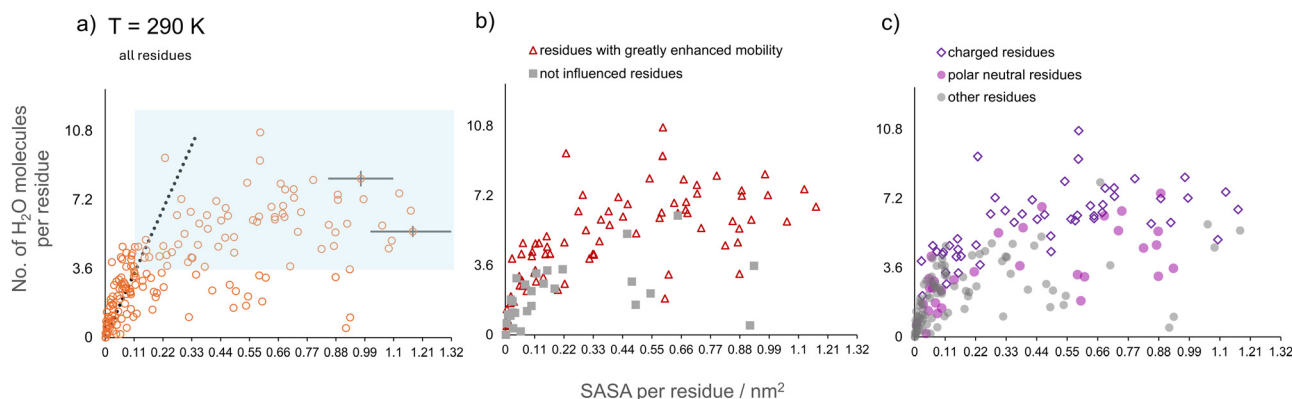 a) T = 290 K
all residues
No. of H2O molecules
per residue
10.8
7.2
3.6
0
0 0.11 0.22 0.33 0.44 0.55 0.66 0.77 0.88 0.99 1.1 1.21 1.32
b)
residues with greatly enhanced mobility
not influenced residues
10.8
7.2
3.6
0
0 0.11 0.22 0.33 0.44 0.55 0.66 0.77 0.88 0.99 1.1 1.21 1.32
c)
charged residues
polar neutral residues
other residues
10.8
7.2
3.6
0
0 0.11 0.22 0.33 0.44 0.55 0.66 0.77 0.88 0.99 1.1 1.21 1.32
SASA per residue / nm²